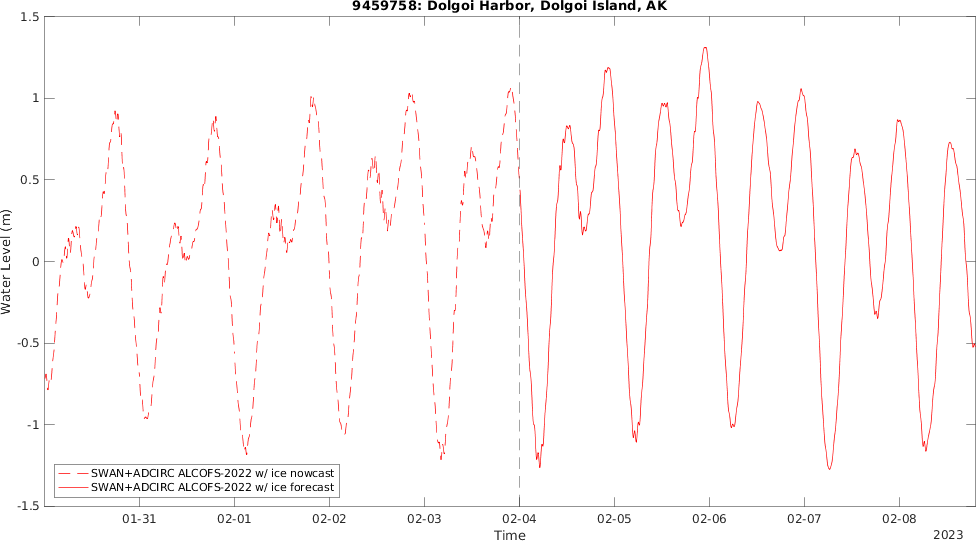 9459758: Dolgoi Harbor, Dolgoi Island, AK
1.5
1
0.5
0
-0.5
-1
-1.5
Water Level (m)
SWAN+ADCIRC ALCOFS-2022 w/ ice nowcast
SWAN+ADCIRC ALCOFS-2022 w/ ice forecast
01-31 02-01 02-02 02-03 02-04 02-05 02-06 02-07 02-08
Time
2023